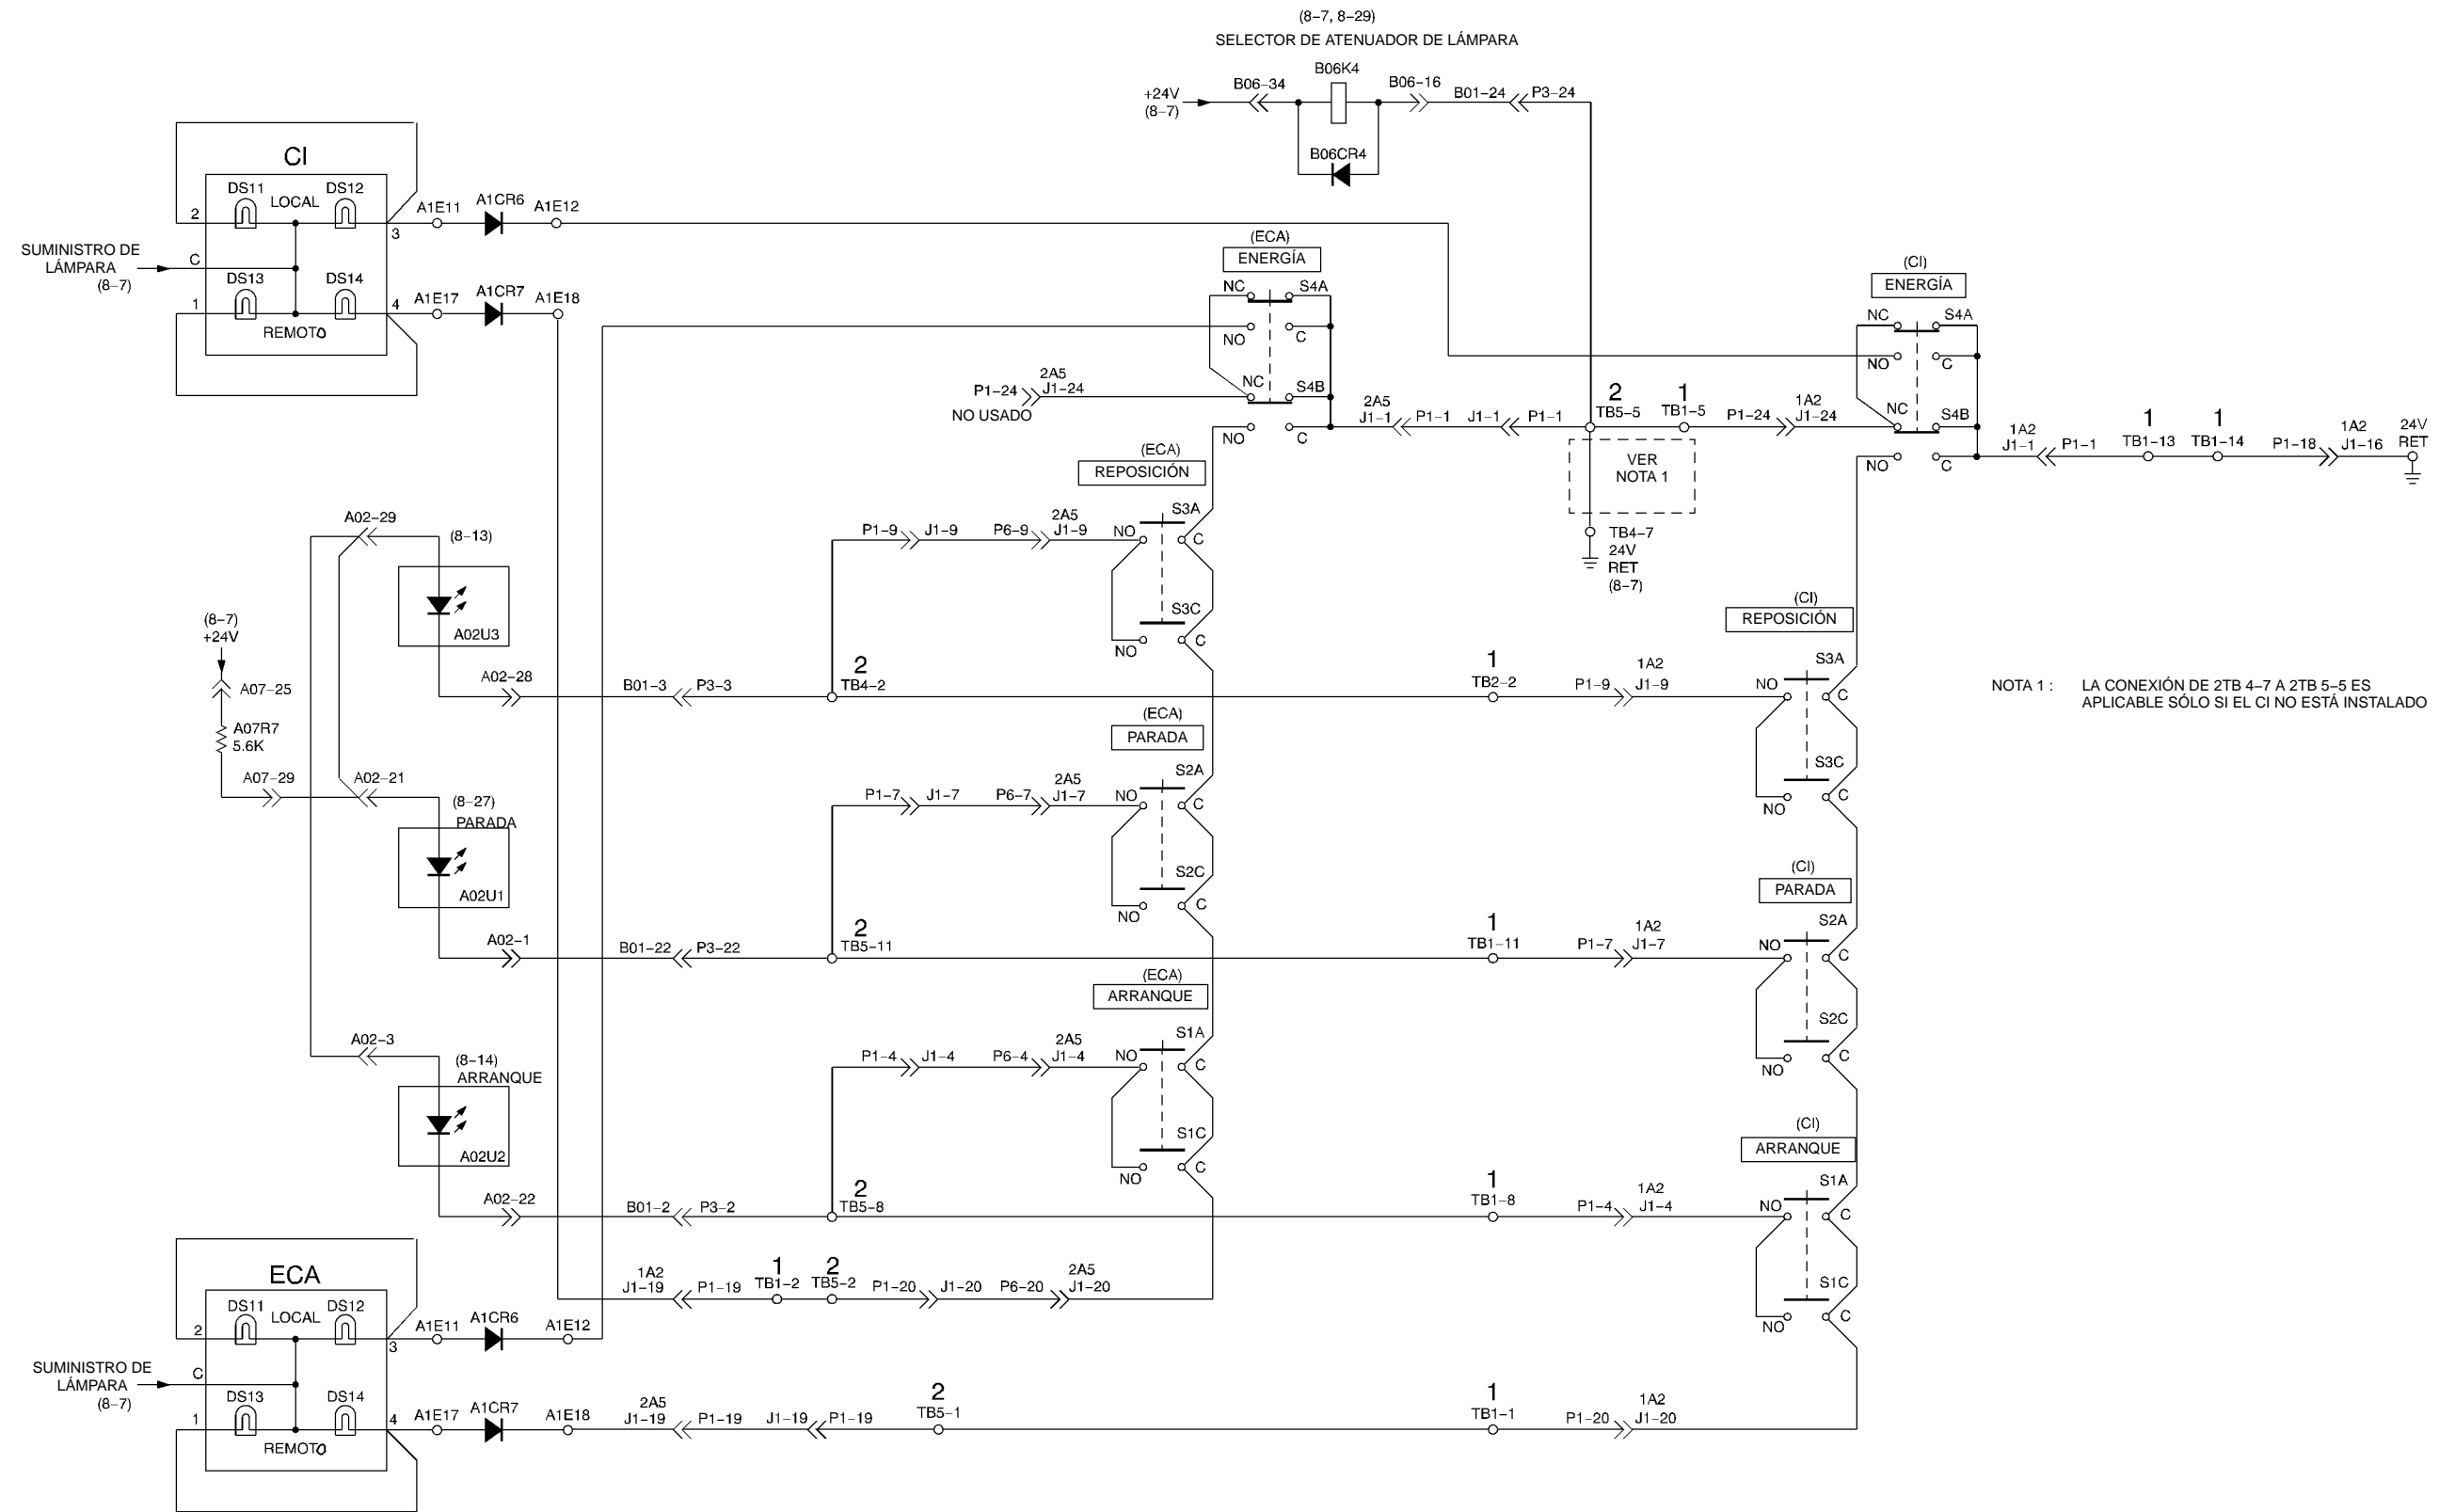 (8–7, 8–29)
SELECTOR DE ATENUADOR DE LÁMPARA
B06K4
B06–34
B06–16
B01–24
P3–24
+24V
(8–7)
B06CR4
CI
DS11
LOCAL
DS12
2
3
A1E11
A1CR6
A1E12
SUMINISTRO DE
LÁMPARA
(8–7)
C
DS13
DS14
1
4
REMOTO
A1E17
A1CR7
A1E18
(ECA)
ENERGÍA
NC
S4A
NO
C
NC
S4B
NO
C
P1–24
2A5
J1–24
NO USADO
2A5
J1–1
P1–1
J1–1
P1–1
2
TB5–5
1
TB1–5
P1–24
1A2
J1–24
(CI)
ENERGÍA
NC
S4A
NO
C
NC
S4B
NO
C
1A2
J1–1
P1–1
1
TB1–13
1
TB1–14
P1–18
1A2
J1–16
24V
RET
VER
NOTA 1
TB4–7
24V
RET
(8–7)
(ECA)
REPOSICIÓN
P1–9
J1–9
P6–9
2A5
J1–9
NO
S3A
C
S3C
C
NO
A02–29
(8–13)
A02U3
(8–7)
+24V
A07–25
A07R7
5.6K
A07–29
A02–21
A02–28
B01–3
P3–3
2
TB4–2
1
TB2–2
P1–9
1A2
J1–9
(CI)
REPOSICIÓN
NO
S3A
C
S3C
C
NO
NOTA 1 :
LA CONEXIÓN DE 2TB 4–7 A 2TB 5–5 ES
APLICABLE SÓLO SI EL CI NO ESTÁ INSTALADO
(ECA)
PARADA
P1–7
J1–7
P6–7
2A5
J1–7
NO
S2A
C
S2C
C
NO
(8–27)
PARADA
A02U1
A02–1
B01–22
P3–22
2
TB5–11
1
TB1–11
P1–7
1A2
J1–7
(CI)
PARADA
NO
S2A
C
S2C
C
NO
(ECA)
ARRANQUE
P1–4
J1–4
P6–4
2A5
J1–4
NO
S1A
C
S1C
C
NO
A02–3
(8–14)
ARRANQUE
A02U2
A02–22
B01–2
P3–2
2
TB5–8
1
TB1–8
P1–4
1A2
J1–4
(CI)
ARRANQUE
NO
S1A
C
S1C
C
NO
1A2
J1–19
P1–19
1
TB1–2
2
TB5–2
P1–20
J1–20
P6–20
2A5
J1–20
ECA
DS11
LOCAL
DS12
2
3
A1E11
A1CR6
A1E12
SUMINISTRO DE
LÁMPARA
(8–7)
C
DS13
DS14
1
4
REMOTO
A1E17
A1CR7
A1E18
2A5
J1–19
P1–19
J1–19
P1–19
2
TB5–1
1
TB1–1
P1–20
1A2
J1–20